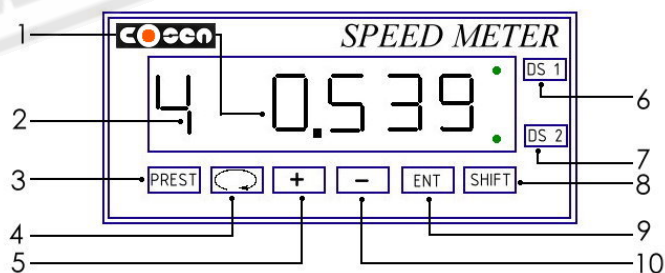 1
cosen SPEED METER
4 0.539
DS 1
2
6
DS 2
7
3
PREST + - ENT SHIFT
8
4
9
5
10